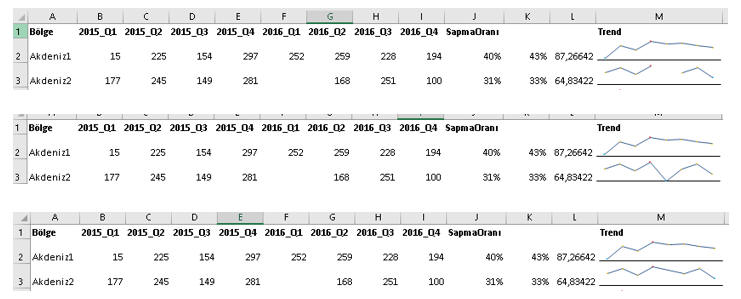 A B C D E F G H I J K L M
1 Bölge 2015_Q1 2015_Q2 2015_Q3 2015_Q4 2016_Q1 2016_Q2 2016_Q3 2016_Q4 SapmaOranı Trend
2 Akdeniz1 15 225 154 297 252 259 228 194 40% 43% 87,26642
3 Akdeniz2 177 245 149 281 168 251 100 31% 33% 64,83422
1 Bölge 2015_Q1 2015_Q2 2015_Q3 2015_Q4 2016_Q1 2016_Q2 2016_Q3 2016_Q4 SapmaOranı Trend
2 Akdeniz1 15 225 154 297 252 259 228 194 40% 43% 87,26642
3 Akdeniz2 177 245 149 281 168 251 100 31% 33% 64,83422
A B C D E F G H I J K L M
1 Bölge 2015_Q1 2015_Q2 2015_Q3 2015_Q4 2016_Q1 2016_Q2 2016_Q3 2016_Q4 SapmaOranı Trend
2 Akdeniz1 15 225 154 297 252 259 228 194 40% 43% 87,26642
3 Akdeniz2 177 245 149 281 168 251 100 31% 33% 64,83422